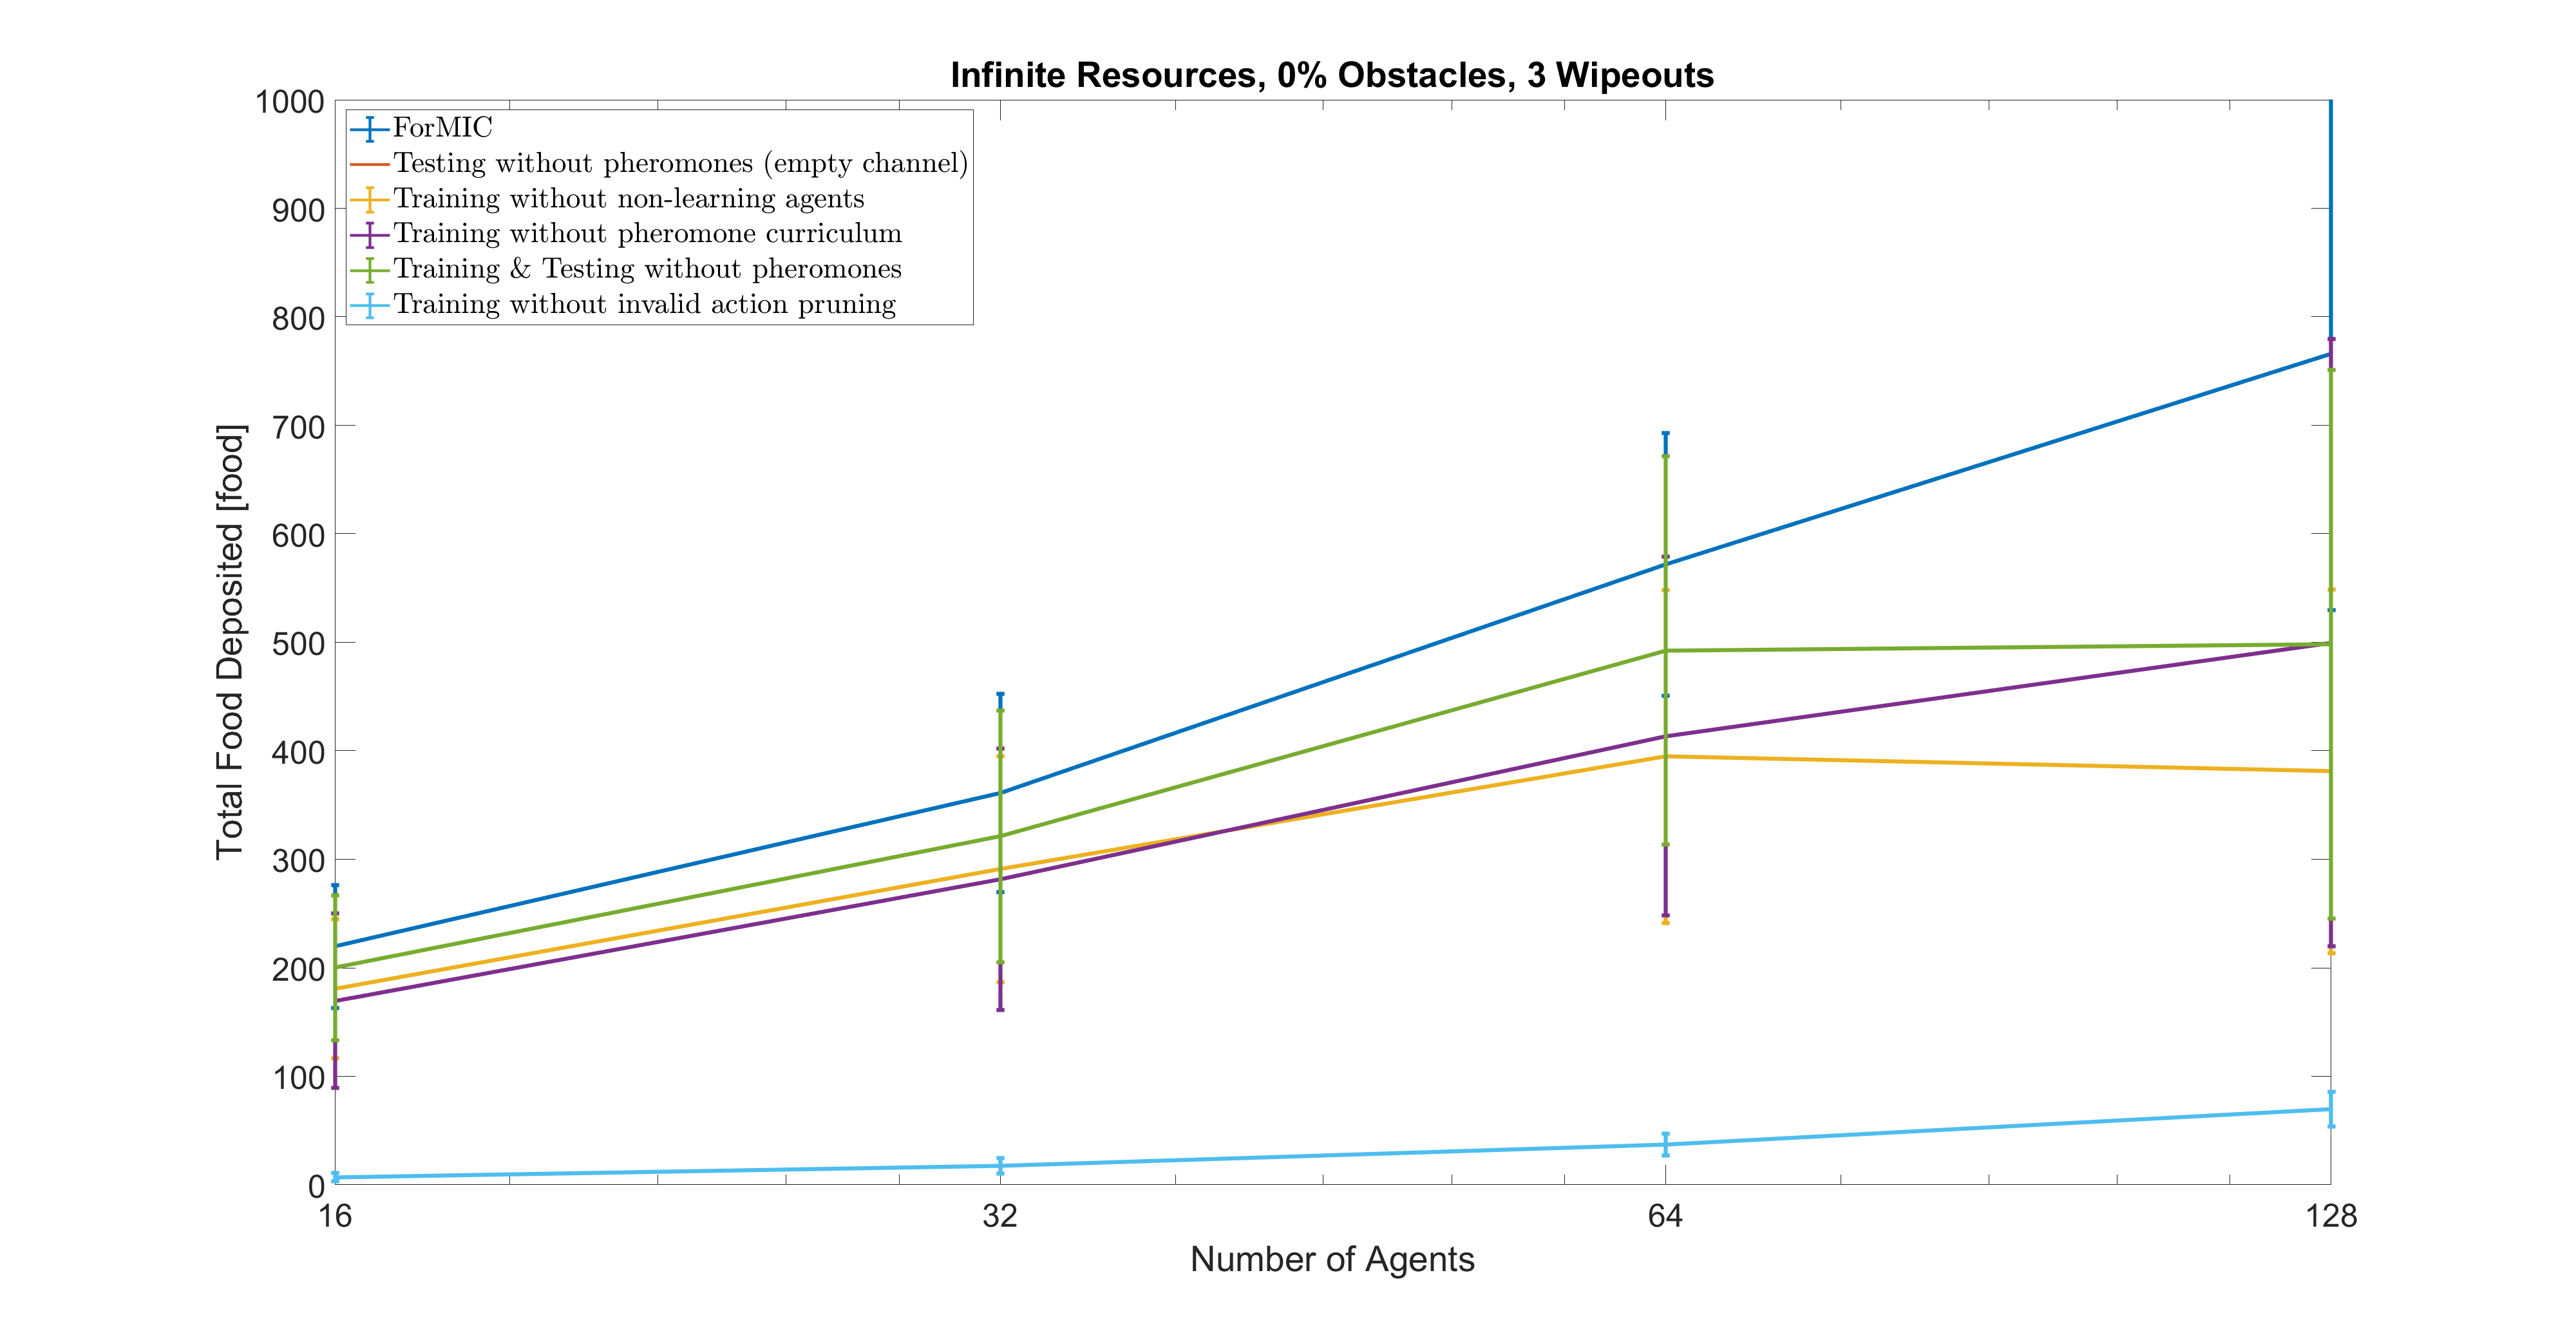 Infinite Resources, 0% Obstacles, 3 Wipeouts
1000
900
800
700
600
500
400
300
200
100
0
Total Food Deposited [food]
ForMIC
Testing without pheromones (empty channel)
Training without non-learning agents
Training without pheromone curriculum
Training & Testing without pheromones
Training without invalid action pruning
16 32 64 128
Number of Agents